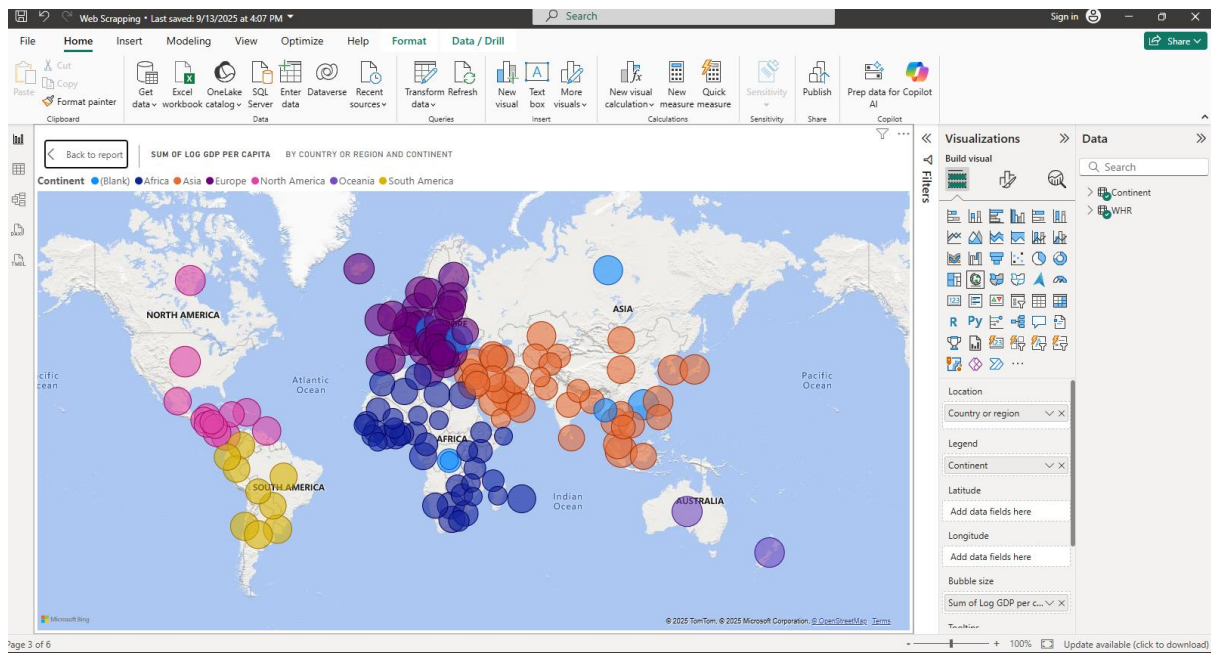 Web Scrapping • Last saved: 9/13/2025 at 4:07 PM
Search
Sign in
File Home Insert Modeling View Optimize Help Format Data / Drill
Share
Paste
Cut
Copy
Format painter
Get data
Excel workbook
OneLake catalog
SQL Server
Enter data
Dataverse
Recent sources
Transform data
Refresh
New visual
Text box
More visuals
New visual calculation
New measure
Quick measure
Sensitivity
Publish
Prep data for AI
Copilot
Clipboard
Data
Queries
Insert
Calculations
Sensitivity
Share
Copilot
Back to report
SUM OF LOG GDP PER CAPITA BY COUNTRY OR REGION AND CONTINENT
Continent (Blank) Africa Asia Europe North America Oceania South America
NORTH AMERICA
ASIA
Atlantic Ocean
Pacific Ocean
AFRICA
SOUTH AMERICA
Indian Ocean
AUSTRALIA
Microsoft Bing
© 2025 TomTom, © 2025 Microsoft Corporation, © OpenStreetMap Terms
Filters
Visualizations
Build visual
123
R Py
Location
Country or region
Legend
Continent
Latitude
Add data fields here
Longitude
Add data fields here
Bubble size
Sum of Log GDP per c...
Data
Search
Continent
WHR
Page 3 of 6
100%
Update available (click to download)